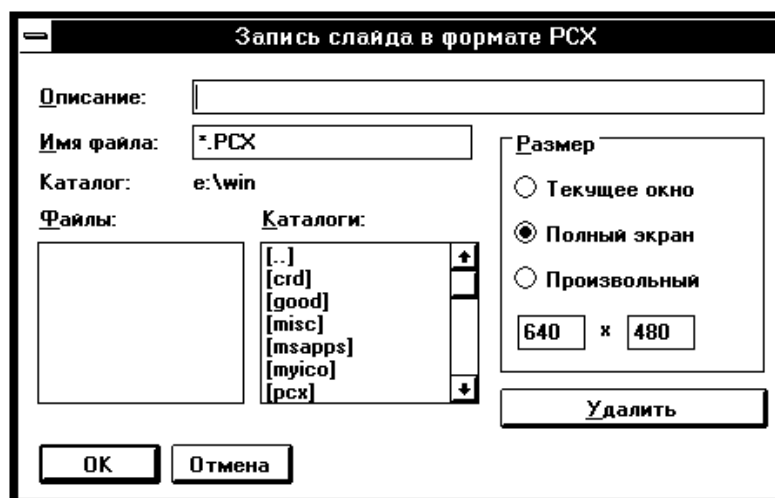 Запись слайда в формате PCX
Описание:
Имя файла: *.PCX
Каталог: e:\win
Файлы: Каталоги:
[..]
[crd]
[good]
[misc]
[msapps]
[myico]
[pcx]
Размер
Текущее окно
Полный экран
Произвольный
640 x 480
Удалить
OK Отмена